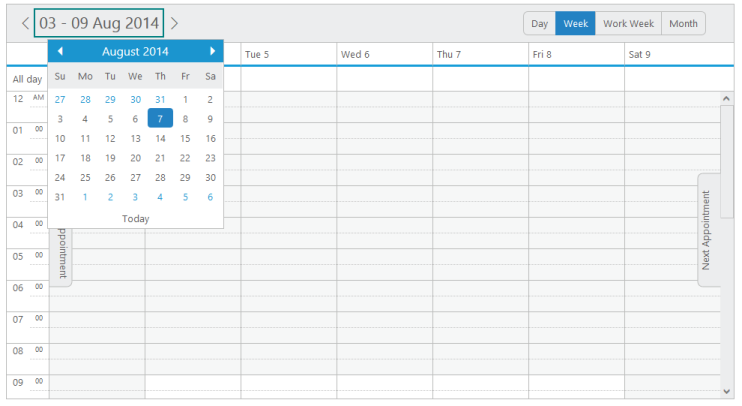 03 - 09 Aug 2014
Day Week Work Week Month
August 2014
Tue 5 Wed 6 Thu 7 Fri 8 Sat 9
Su Mo Tu We Th Fr Sa
All day
12 AM
27 28 29 30 31 1 2
3 4 5 6 7 8 9
01 00
10 11 12 13 14 15 16
02 00
17 18 19 20 21 22 23
24 25 26 27 28 29 30
03 00
31 1 2 3 4 5 6
Today
04 00
ppointment
Next Appointment
05 00
06 00
07 00
08 00
09 00